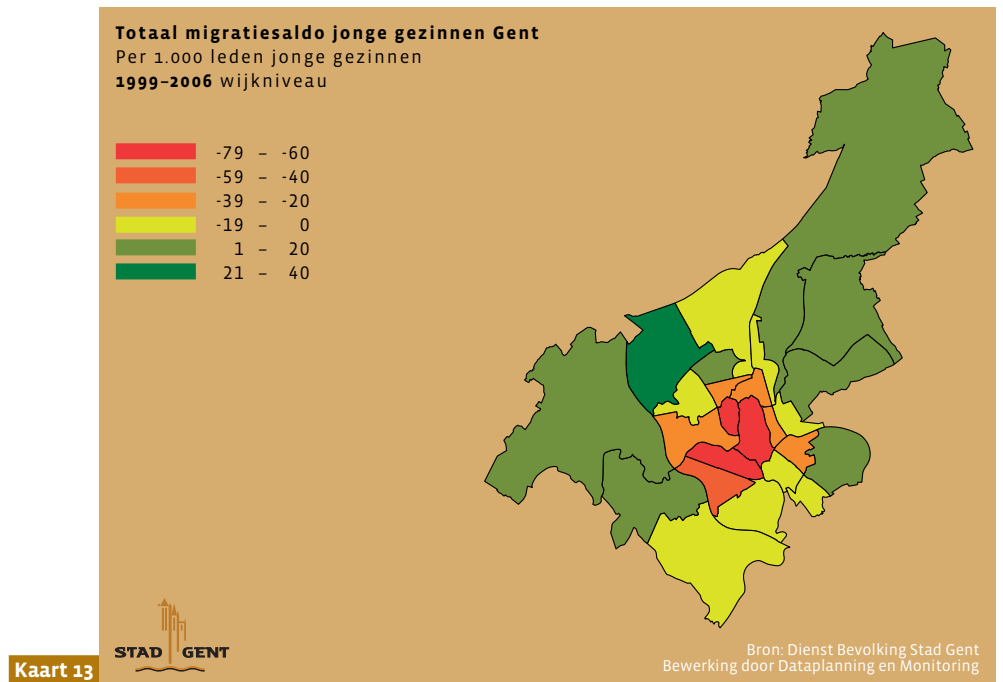 Totaal migratiesaldo jonge gezinnen Gent
Per 1.000 leden jonge gezinnen
1999–2006 wijkniveau
-79 – -60
-59 – -40
-39 – -20
-19 – 0
1 – 20
21 – 40
STAD GENT
Bron: Dienst Bevolking Stad Gent
Bewerking door Dataplanning en Monitoring
Kaart 13